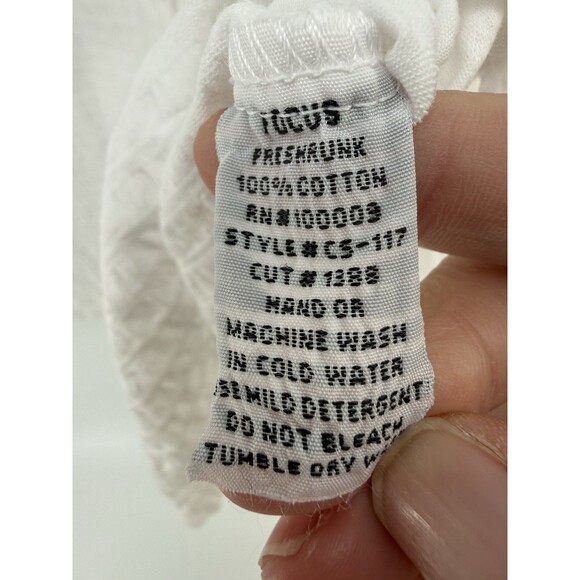 FOCUS
PRESHRUNK
100% COTTON
RN#100009
STYLE#CS-117
CUT#1388
HAND OR
MACHINE WASH
IN COLD WATER
USE MILD DETERGENT
DO NOT BLEACH
TUMBLE DRY